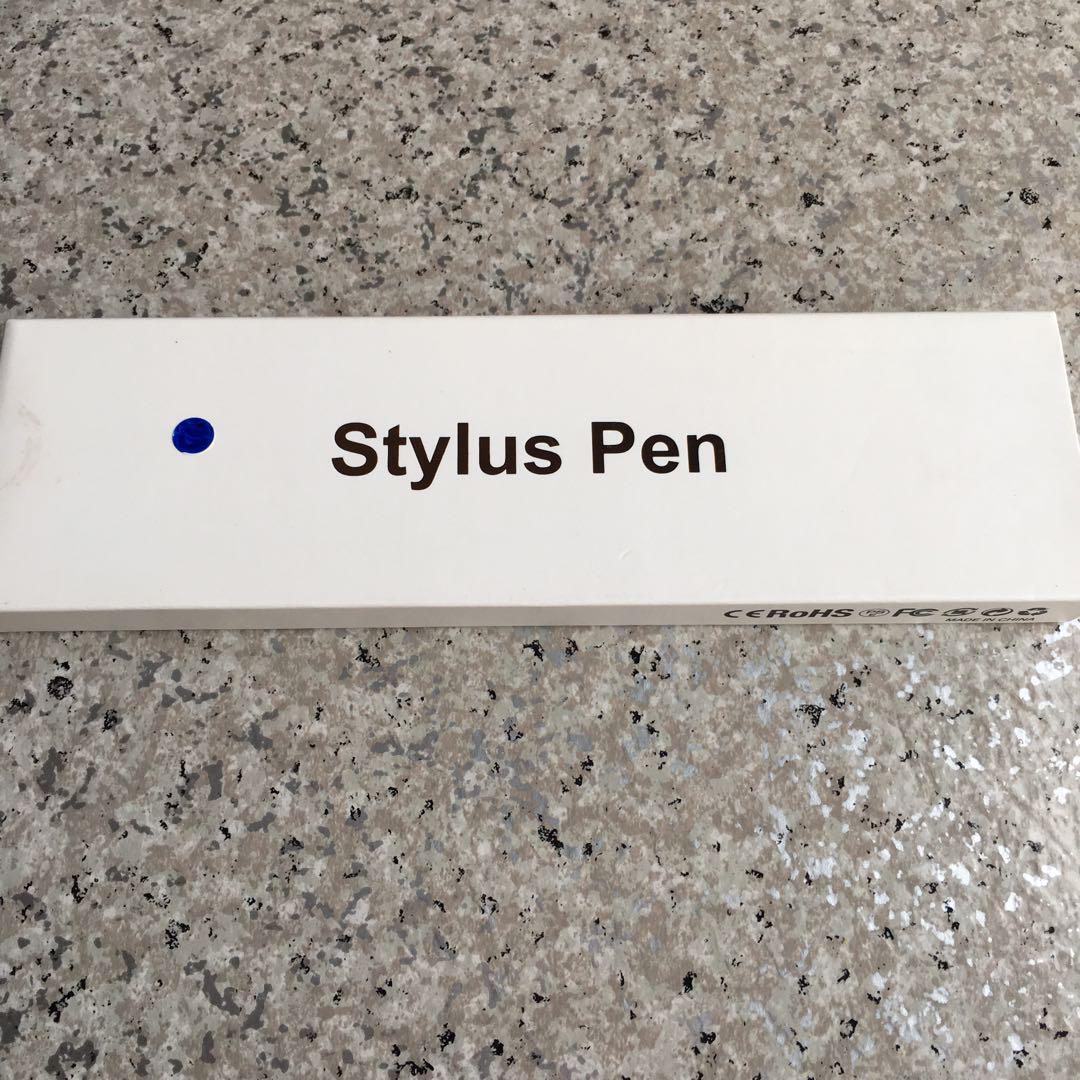 Stylus Pen
CE RoHS FC
MADE IN CHINA